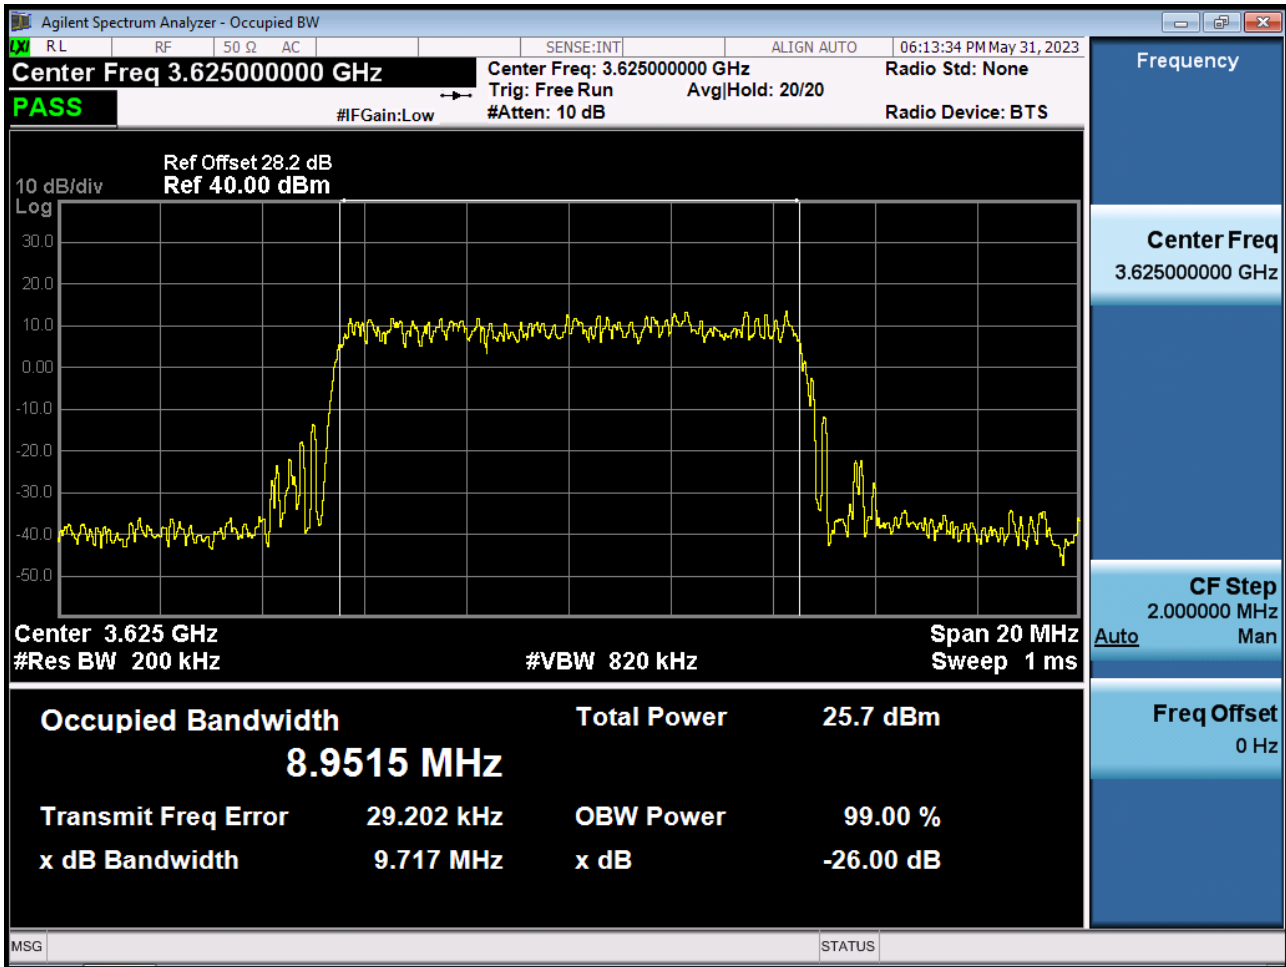 Agilent Spectrum Analyzer - Occupied BW
LXI RL RF 50 Ω AC SENSE:INT ALIGN AUTO 06:13:34 PM May 31, 2023
Center Freq 3.625000000 GHz
PASS
#IFGain:Low
Center Freq: 3.625000000 GHz
Trig: Free Run Avg|Hold: 20/20
#Atten: 10 dB
Radio Std: None
Radio Device: BTS
Ref Offset 28.2 dB
10 dB/div Ref 40.00 dBm
Log
30.0
20.0
10.0
0.00
-10.0
-20.0
-30.0
-40.0
-50.0
Center 3.625 GHz Span 20 MHz
#Res BW 200 kHz #VBW 820 kHz Sweep 1 ms
Occupied Bandwidth Total Power 25.7 dBm
8.9515 MHz
Transmit Freq Error 29.202 kHz OBW Power 99.00 %
x dB Bandwidth 9.717 MHz x dB -26.00 dB
MSG STATUS
Frequency
Center Freq
3.625000000 GHz
CF Step
2.000000 MHz
Auto Man
Freq Offset
0 Hz